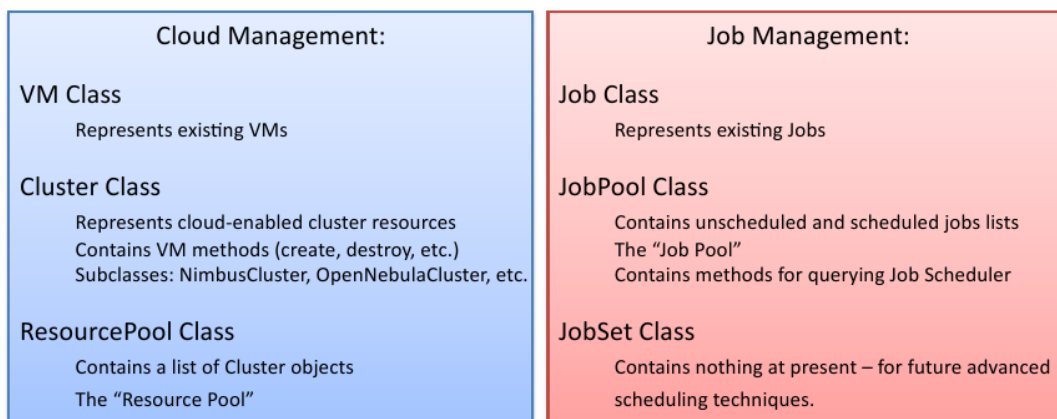 Cloud Management:
VM Class
Represents existing VMs
Cluster Class
Represents cloud-enabled cluster resources
Contains VM methods (create, destroy, etc.)
Subclasses: NimbusCluster, OpenNebulaCluster, etc.
ResourcePool Class
Contains a list of Cluster objects
The “Resource Pool”
Job Management:
Job Class
Represents existing Jobs
JobPool Class
Contains unscheduled and scheduled jobs lists
The “Job Pool”
Contains methods for querying Job Scheduler
JobSet Class
Contains nothing at present – for future advanced
scheduling techniques.